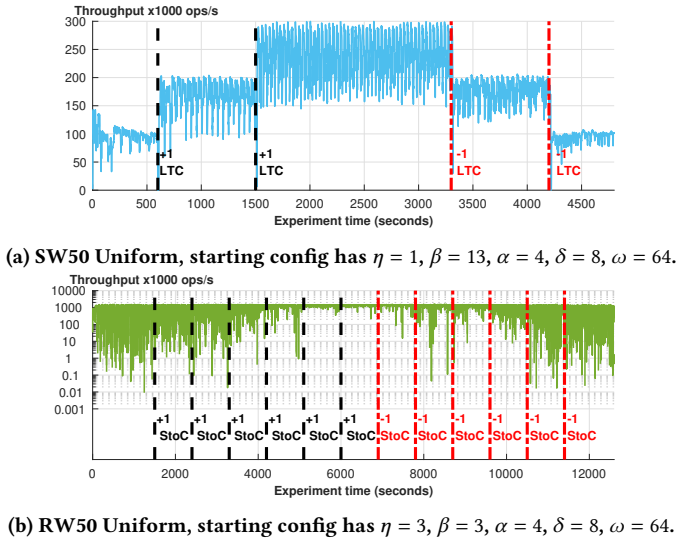 Throughput x1000 ops/s
300
250
200
150
100
50
0
+1
LTC
+1
LTC
-1
LTC
-1
LTC
0 500 1000 1500 2000 2500 3000 3500 4000 4500
Experiment time (seconds)
(a) SW50 Uniform, starting config has η = 1, β = 13, α = 4, δ = 8, ω = 64.
Throughput x1000 ops/s
10000
1000
100
10
1
0.1
0.01
0.001
+1 +1 +1 +1 +1 +1 -1 -1 -1 -1 -1 -1
StoC StoC StoC StoC StoC StoC StoC StoC StoC StoC StoC StoC
0 2000 4000 6000 8000 10000 12000
Experiment time (seconds)
(b) RW50 Uniform, starting config has η = 3, β = 3, α = 4, δ = 8, ω = 64.